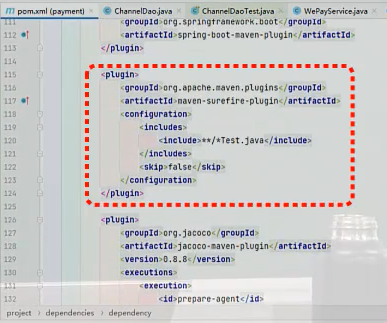 pom.xml (payment) × ChannelDao.java × ChannelDaoTest.java × WePayService.java ×
111 <groupId>org.springframework.boot</groupId>
112 <artifactId>spring-boot-maven-plugin</artifactId>
113 </plugin>
114
115 <plugin>
116 <groupId>org.apache.maven.plugins</groupId>
117 <artifactId>maven-surefire-plugin</artifactId>
118 <configuration>
119 <includes>
120 <include>**/*Test.java</include>
121 </includes>
122 <skip>false</skip>
123 </configuration>
124 </plugin>
125
126 <plugin>
127 <groupId>org.jacoco</groupId>
128 <artifactId>jacoco-maven-plugin</artifactId>
129 <version>0.8.8</version>
130 <executions>
131 <execution>
132 <id>prepare-agent</id>
project › dependencies › dependency